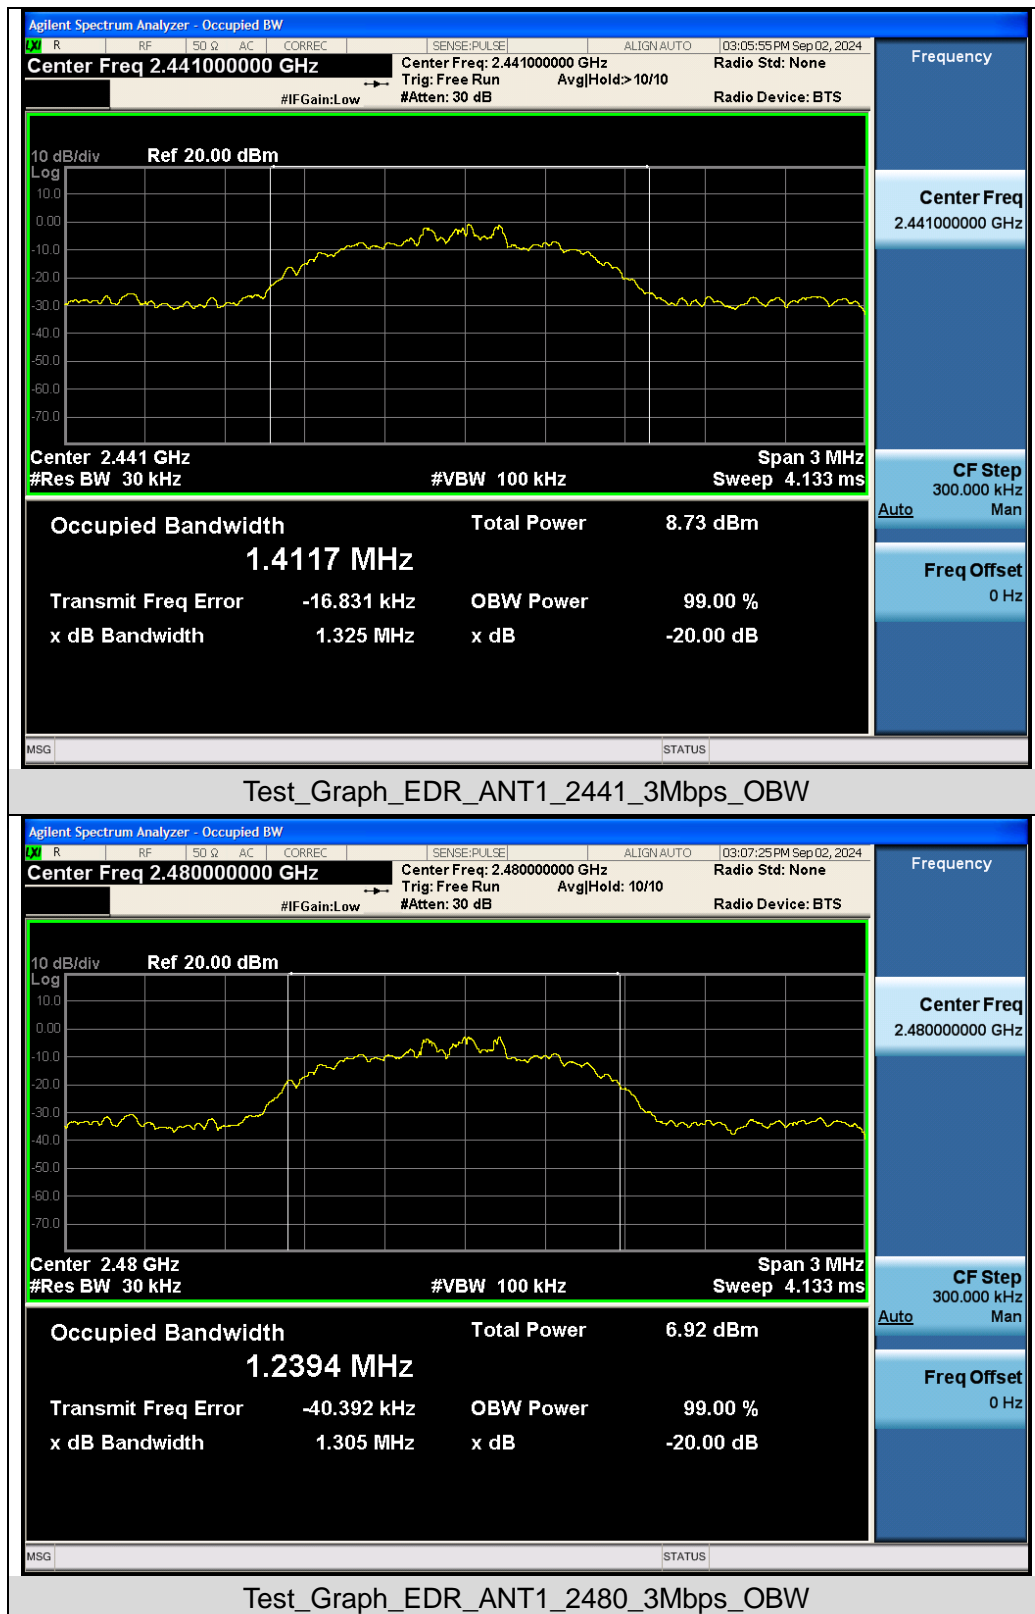 Agilent Spectrum Analyzer - Occupied BW
LXI R RF 50 Ω AC CORREC SENSE:PULSE ALIGN AUTO 03:05:55 PM Sep 02, 2024
Center Freq 2.441000000 GHz Center Freq: 2.441000000 GHz Radio Std: None
Trig: Free Run Avg|Hold:> 10/10
#IFGain:Low #Atten: 30 dB Radio Device: BTS
Frequency
10 dB/div Ref 20.00 dBm
Log
10.0
0.00
-10.0
-20.0
-30.0
-40.0
-50.0
-60.0
-70.0
Center Freq
2.441000000 GHz
Center 2.441 GHz Span 3 MHz
#Res BW 30 kHz #VBW 100 kHz Sweep 4.133 ms
CF Step
300.000 kHz
Auto Man
Occupied Bandwidth Total Power 8.73 dBm
1.4117 MHz
Transmit Freq Error -16.831 kHz OBW Power 99.00 %
x dB Bandwidth 1.325 MHz x dB -20.00 dB
Freq Offset
0 Hz
MSG STATUS
Test_Graph_EDR_ANT1_2441_3Mbps_OBW
Agilent Spectrum Analyzer - Occupied BW
LXI R RF 50 Ω AC CORREC SENSE:PULSE ALIGN AUTO 03:07:25 PM Sep 02, 2024
Center Freq 2.480000000 GHz Center Freq: 2.480000000 GHz Radio Std: None
Trig: Free Run Avg|Hold: 10/10
#IFGain:Low #Atten: 30 dB Radio Device: BTS
Frequency
10 dB/div Ref 20.00 dBm
Log
10.0
0.00
-10.0
-20.0
-30.0
-40.0
-50.0
-60.0
-70.0
Center Freq
2.480000000 GHz
Center 2.48 GHz Span 3 MHz
#Res BW 30 kHz #VBW 100 kHz Sweep 4.133 ms
CF Step
300.000 kHz
Auto Man
Occupied Bandwidth Total Power 6.92 dBm
1.2394 MHz
Transmit Freq Error -40.392 kHz OBW Power 99.00 %
x dB Bandwidth 1.305 MHz x dB -20.00 dB
Freq Offset
0 Hz
MSG STATUS
Test_Graph_EDR_ANT1_2480_3Mbps_OBW